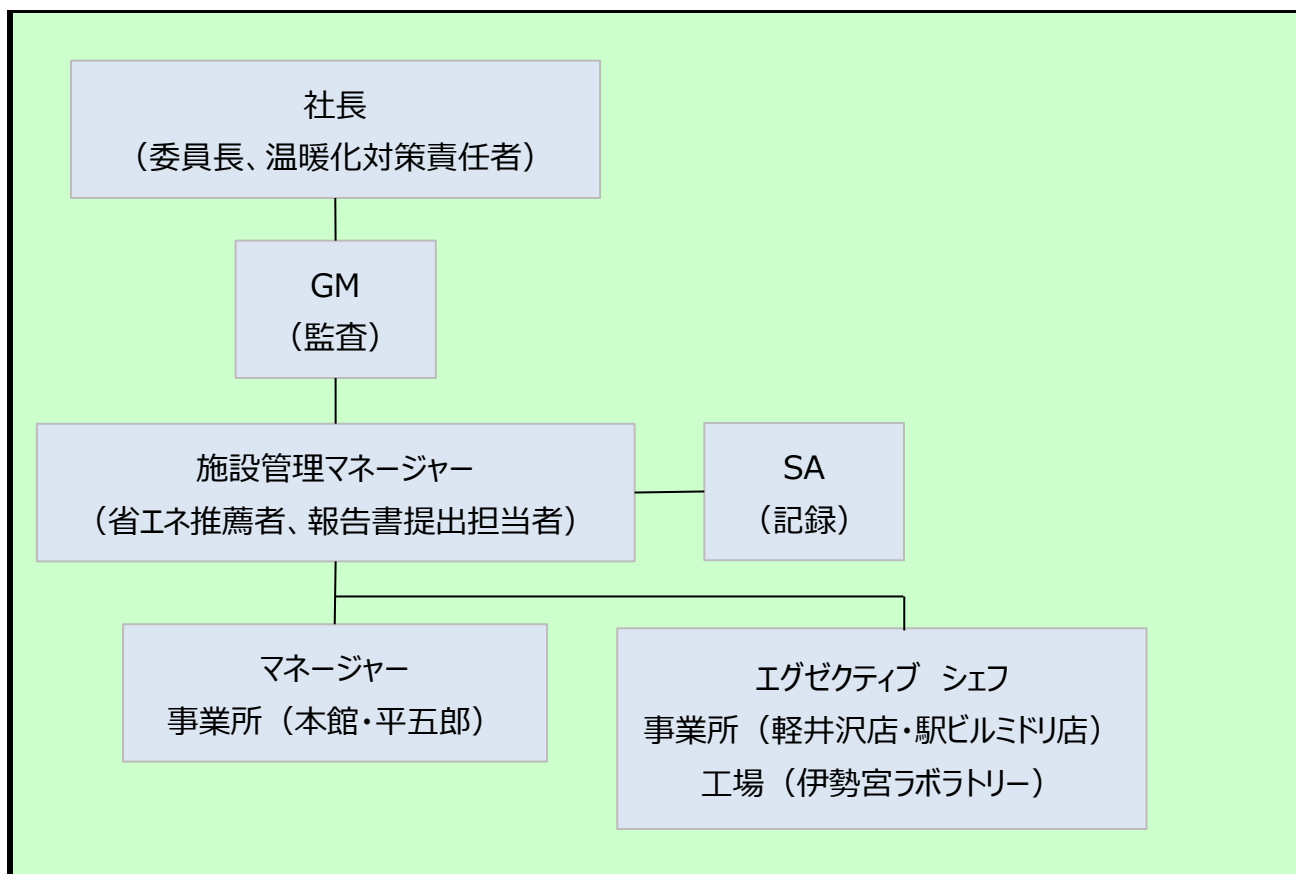 社長
（委員長、温暖化対策責任者）
GM
（監査）
施設管理マネージャー
（省エネ推薦者、報告書提出担当者）
SA
（記録）
マネージャー
事業所（本館・平五郎）
エグゼクティブ シェフ
事業所（軽井沢店・駅ビルミドリ店）
工場（伊勢宮ラボラトリー）